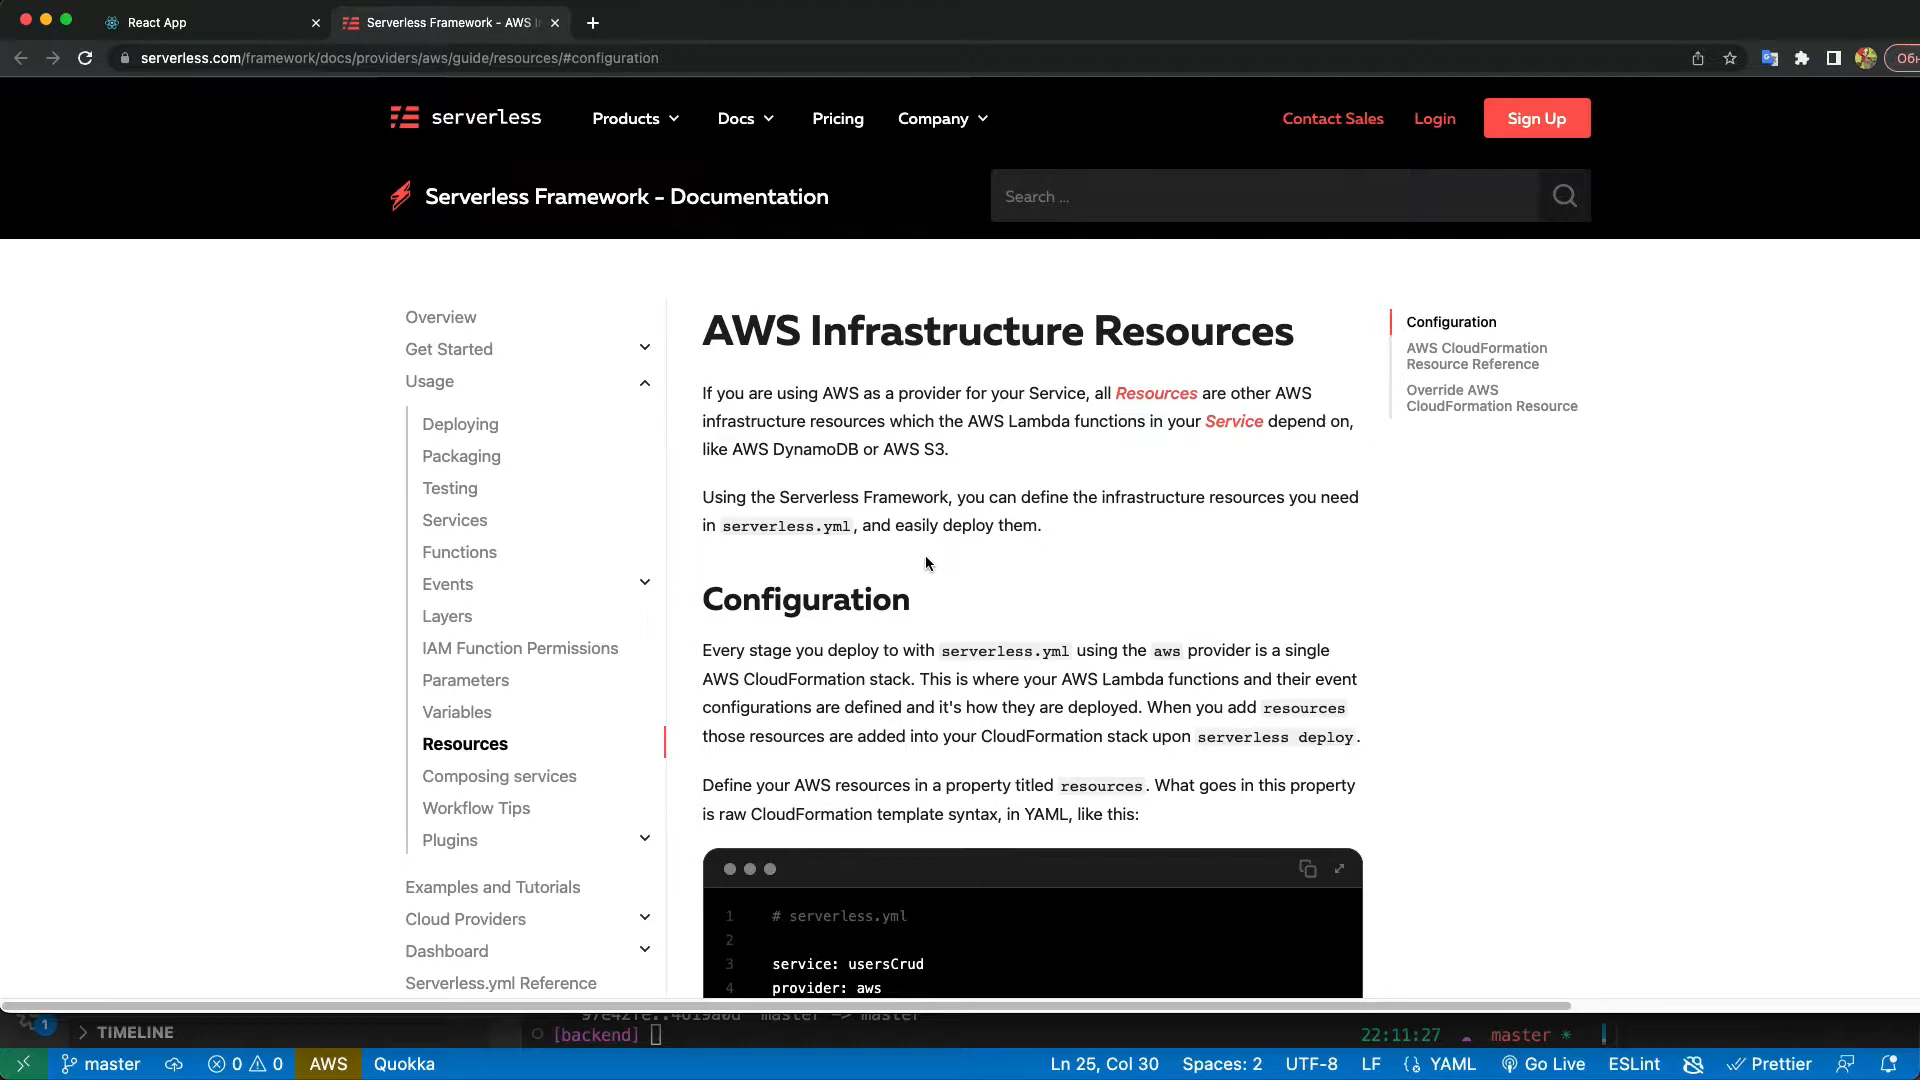 React App
Serverless Framework - AWS I
serverless.com/framework/docs/providers/aws/guide/resources/#configuration
serverless
Products
Docs
Pricing
Company
Contact Sales
Login
Sign Up
Serverless Framework - Documentation
Search ...
Overview
Get Started
Usage
Deploying
Packaging
Testing
Services
Functions
Events
Layers
IAM Function Permissions
Parameters
Variables
Resources
Composing services
Workflow Tips
Plugins
Examples and Tutorials
Cloud Providers
Dashboard
Serverless.yml Reference
AWS Infrastructure Resources
If you are using AWS as a provider for your Service, all Resources are other AWS
infrastructure resources which the AWS Lambda functions in your Service depend on,
like AWS DynamoDB or AWS S3.
Using the Serverless Framework, you can define the infrastructure resources you need
in serverless.yml, and easily deploy them.
Configuration
Every stage you deploy to with serverless.yml using the aws provider is a single
AWS CloudFormation stack. This is where your AWS Lambda functions and their event
configurations are defined and it's how they are deployed. When you add resources
those resources are added into your CloudFormation stack upon serverless deploy.
Define your AWS resources in a property titled resources. What goes in this property
is raw CloudFormation template syntax, in YAML, like this:
1 # serverless.yml
2
3 service: usersCrud
4 provider: aws
Configuration
AWS CloudFormation
Resource Reference
Override AWS
CloudFormation Resource
1
TIMELINE
master -> master
[backend]
22:11:27
master *
master
0
0
AWS
Quokka
Ln 25, Col 30
Spaces: 2
UTF-8
LF
YAML
Go Live
ESLint
Prettier